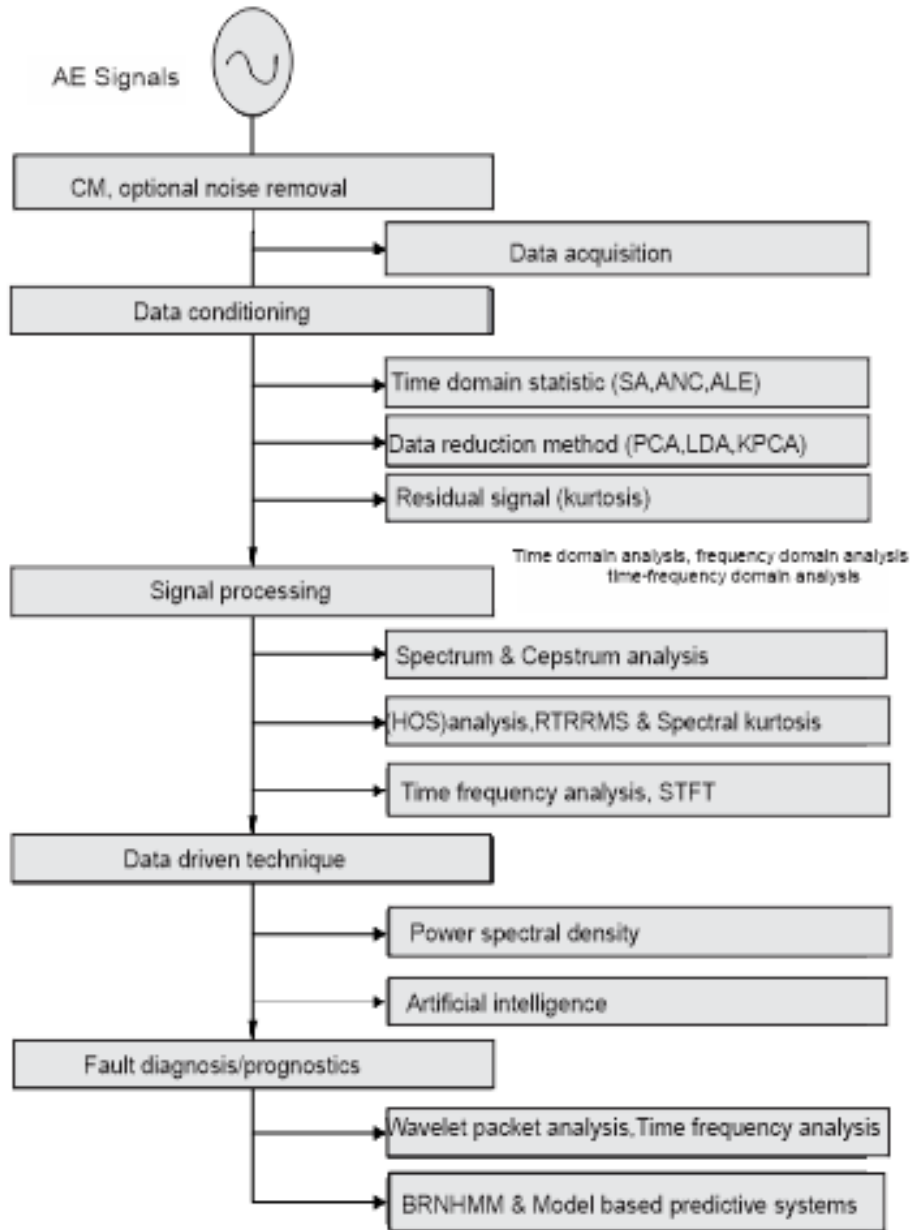 AE Signals
CM, optional noise removal
Data acquisition
Data conditioning
Time domain statistic (SA,ANC,ALE)
Data reduction method (PCA,LDA,KPCA)
Residual signal (kurtosis)
Time domain analysis, frequency domain analysis
time-frequency domain analysis
Signal processing
Spectrum & Cepstrum analysis
(HOS)analysis,RTRRMS & Spectral kurtosis
Time frequency analysis, STFT
Data driven technique
Power spectral density
Artificial intelligence
Fault diagnosis/prognostics
Wavelet packet analysis,Time frequency analysis
BRNHMM & Model based predictive systems